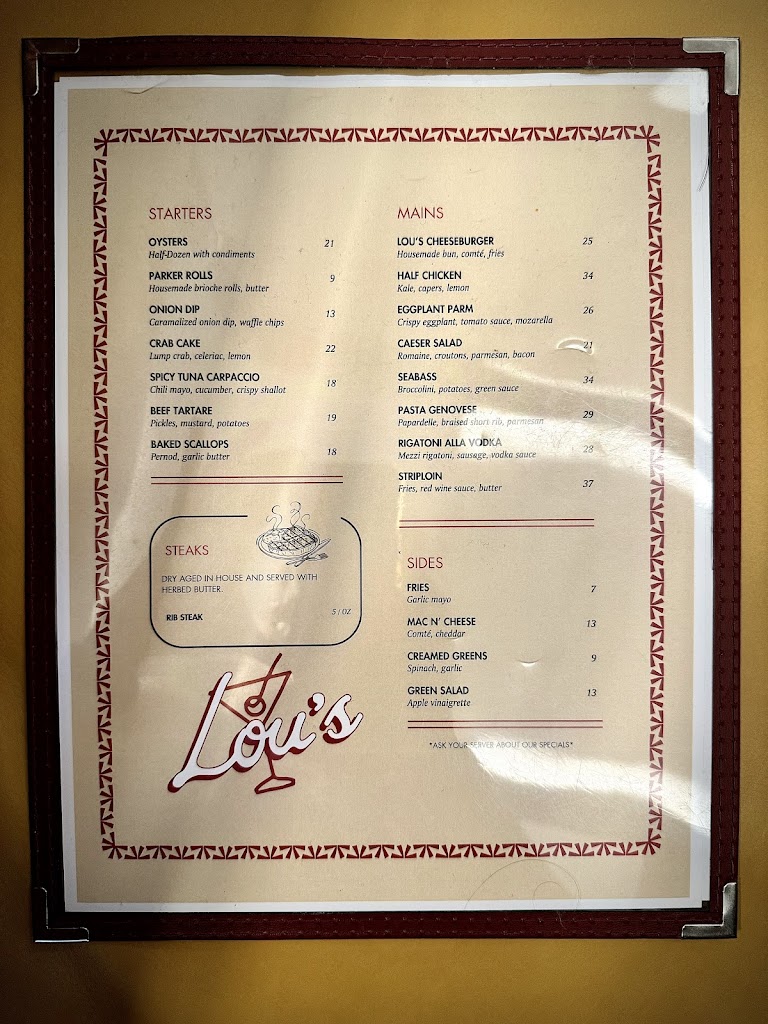 STARTERS
OYSTERS 21
Half-Dozen with condiments
PARKER ROLLS 9
Housemade brioche rolls, butter
ONION DIP 13
Caramalized onion dip, waffle chips
CRAB CAKE 22
Lump crab, celeriac, lemon
SPICY TUNA CARPACCIO 18
Chili mayo, cucumber, crispy shallot
BEEF TARTARE 19
Pickles, mustard, potatoes
BAKED SCALLOPS 18
Pernod, garlic butter
STEAKS
DRY AGED IN HOUSE AND SERVED WITH
HERBED BUTTER.
RIB STEAK 5 / OZ
Lou's
MAINS
LOU'S CHEESEBURGER 25
Housemade bun, comté, fries
HALF CHICKEN 34
Kale, capers, lemon
EGGPLANT PARM 26
Crispy eggplant, tomato sauce, mozarella
CAESER SALAD 21
Romaine, croutons, parmesan, bacon
SEABASS 34
Broccolini, potatoes, green sauce
PASTA GENOVESE 29
Papardelle, braised short rib, parmesan
RIGATONI ALLA VODKA 28
Mezzi rigatoni, sausage, vodka sauce
STRIPLOIN 37
Fries, red wine sauce, butter
SIDES
FRIES 7
Garlic mayo
MAC N' CHEESE 13
Comté, cheddar
CREAMED GREENS 9
Spinach, garlic
GREEN SALAD 13
Apple vinaigrette
*ASK YOUR SERVER ABOUT OUR SPECIALS*